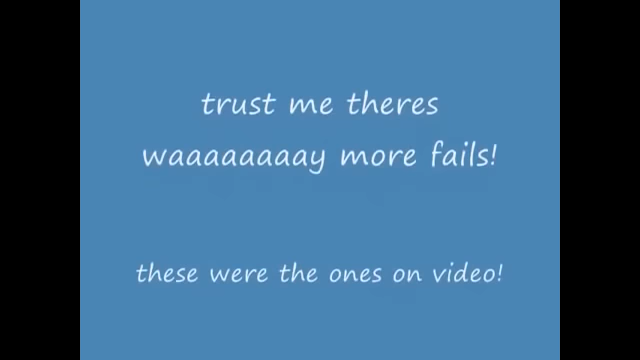 trust me theres
waaaaaaaay more fails!
these were the ones on video!